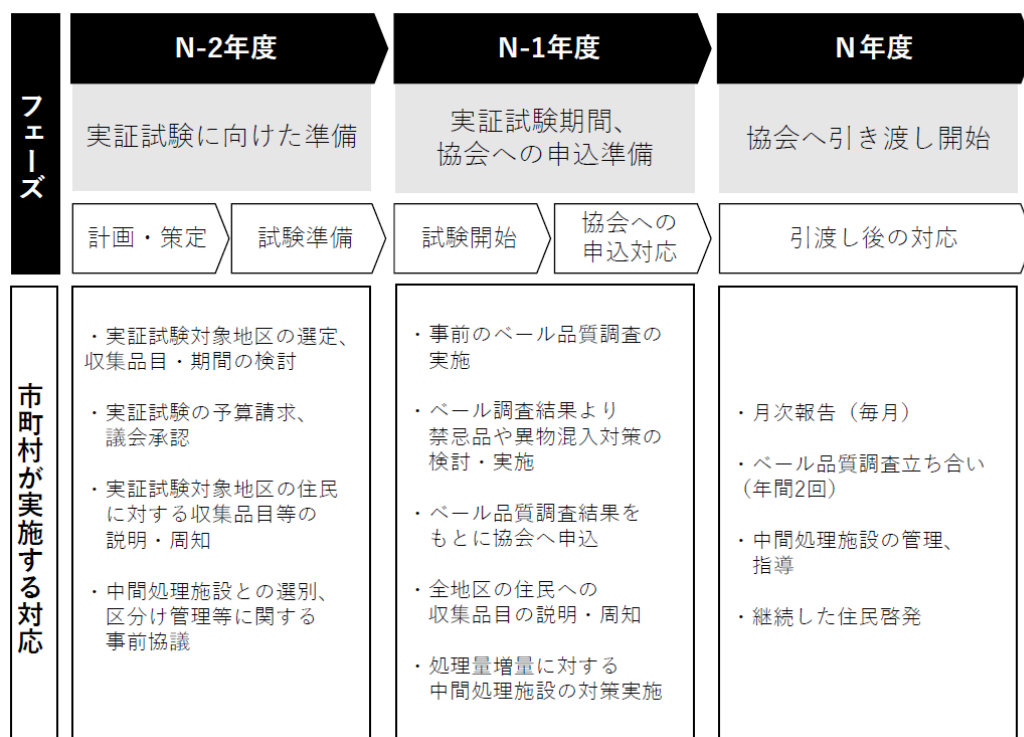 フェーズ
N-2年度
N-1年度
N年度
実証試験に向けた準備
実証試験期間、
協会への申込準備
協会へ引き渡し開始
計画・策定
試験準備
試験開始
協会への
申込対応
引渡し後の対応
市町村が実施する対応
・実証試験対象地区の選定、
収集品目・期間の検討
・実証試験の予算請求、
議会承認
・実証試験対象地区の住民
に対する収集品目等の
説明・周知
・中間処理施設との選別、
区分け管理等に関する
事前協議
・事前のベール品質調査の
実施
・ベール調査結果より
禁忌品や異物混入対策の
検討・実施
・ベール品質調査結果を
もとに協会へ申込
・全地区の住民への
収集品目の説明・周知
・処理量増量に対する
中間処理施設の対策実施
・月次報告（毎月）
・ベール品質調査立ち合い
（年間2回）
・中間処理施設の管理、
指導
・継続した住民啓発